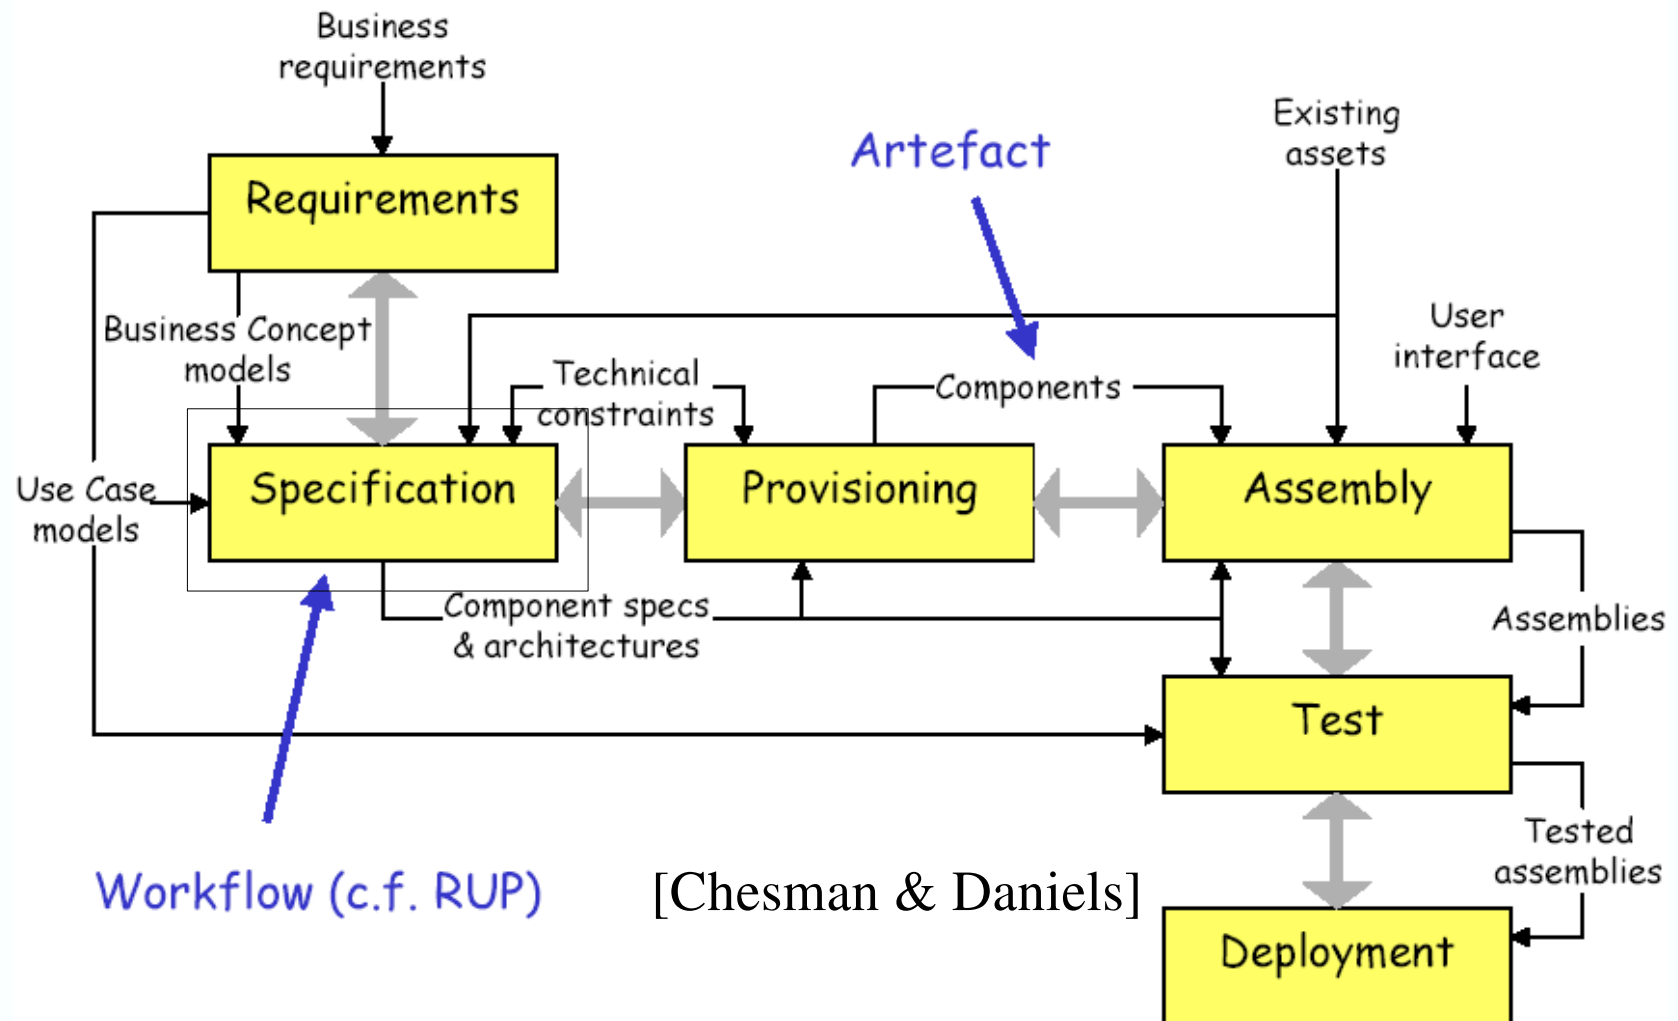 Business
requirements
Existing
assets
Artefact
Requirements
Business Concept
models
User
interface
Technical
constraints
Components
Use Case
models
Specification
Provisioning
Assembly
Component specs
& architectures
Assemblies
Test
Tested
assemblies
Workflow (c.f. RUP)
[Chesman & Daniels]
Deployment